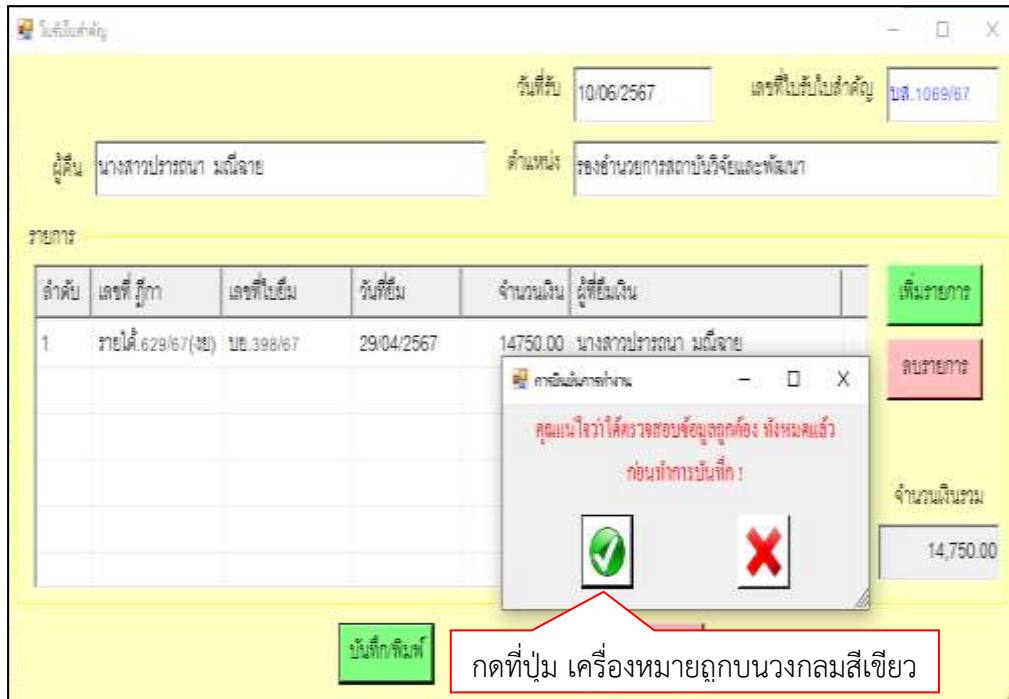 ใบรับใบสำคัญ
วันที่รับ 10/06/2567 เลขที่ใบรับใบสำคัญ บส.1069/67
ผู้คืน นางสาวปรารถนา มณีฉาย ตำแหน่ง รองอำนวยการสถาบันวิจัยและพัฒนา
รายการ
ลำดับ เลขที่ ฎีกา เลขที่ใบยืม วันที่ยืม จำนวนเงิน ผู้ที่ยืมเงิน
เพิ่มรายการ
1 รายได้.629/67(งย) บย.398/67 29/04/2567 14750.00 นางสาวปรารถนา มณีฉาย
ลบรายการ
การยืนยันการทำงาน
คุณแน่ใจว่าได้ตรวจสอบข้อมูลถูกต้อง ทั้งหมดแล้ว
ก่อนทำการบันทึก !
จำนวนเงินรวม
14,750.00
บันทึก/พิมพ์
กดที่ปุ่ม เครื่องหมายถูกบนวงกลมสีเขียว